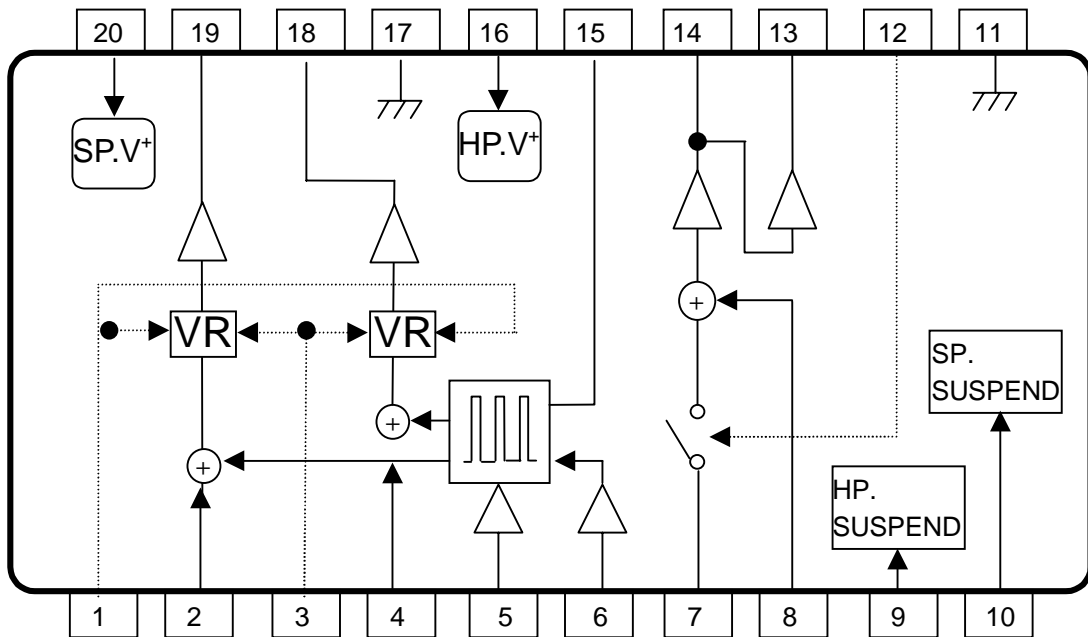 20 19 18 17 16 15 14 13 12 11
SP.V⁺ HP.V⁺
+
VR VR
SP.
SUSPEND
+
+
HP.
SUSPEND
1 2 3 4 5 6 7 8 9 10